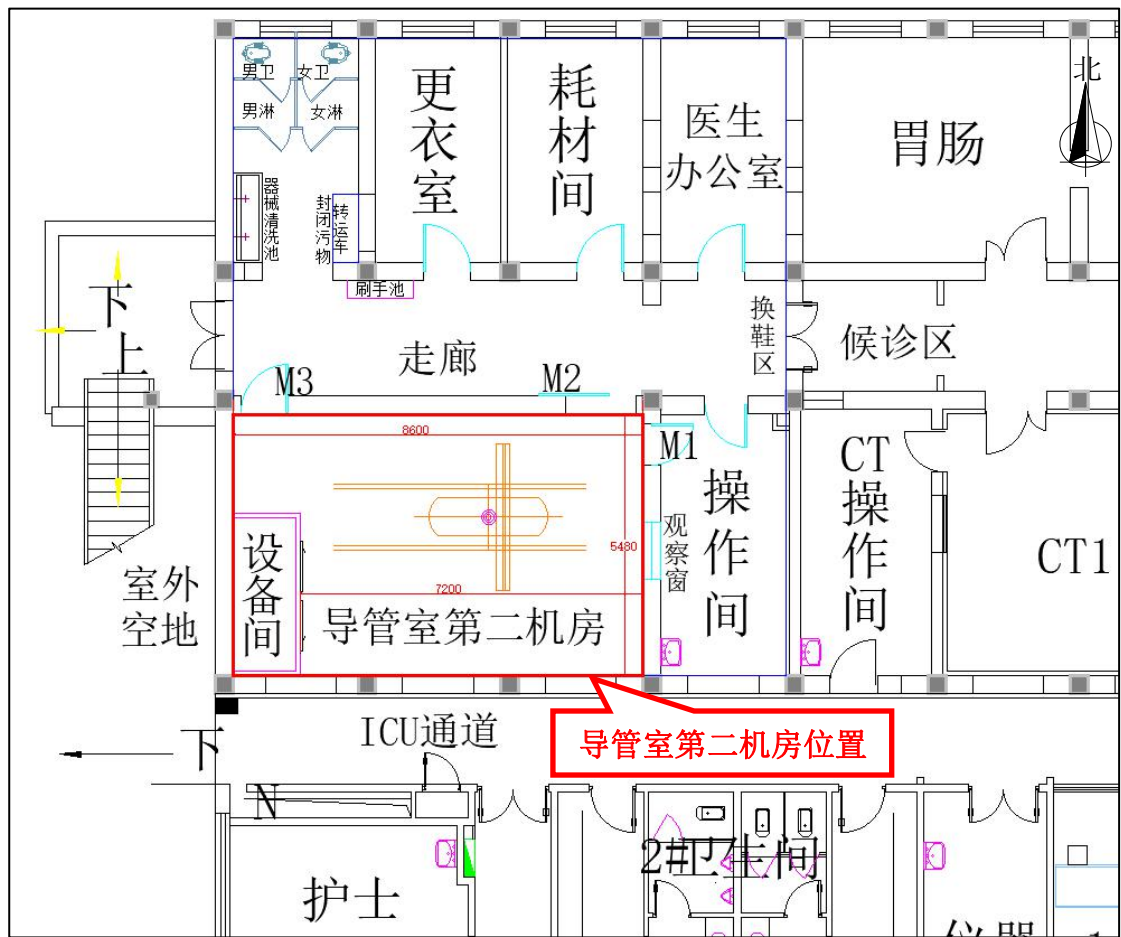 男卫
女卫
男淋
女淋
更衣室
耗材间
医生
办公室
胃肠
北
器械清洗池
封闭污物
转运车
刷手池
下
上
走廊
换鞋区
候诊区
M3
M2
8600
M1
操作间
观察窗
5480
7200
设备间
导管室第二机房
CT
操作间
CT1
室外
空地
ICU通道
下
导管室第二机房位置
N
2#卫生间
护士
仪器